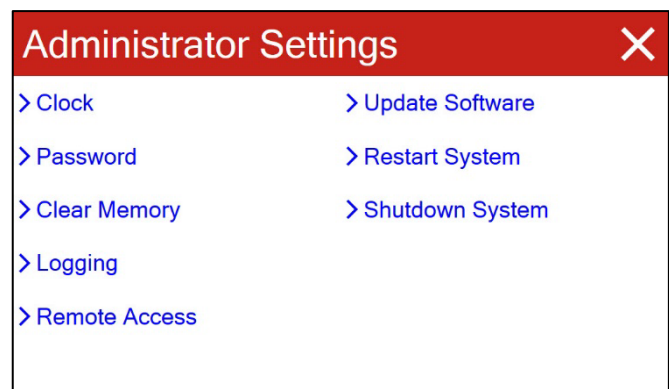 Administrator Settings
Clock
Password
Clear Memory
Logging
Remote Access
Update Software
Restart System
Shutdown System